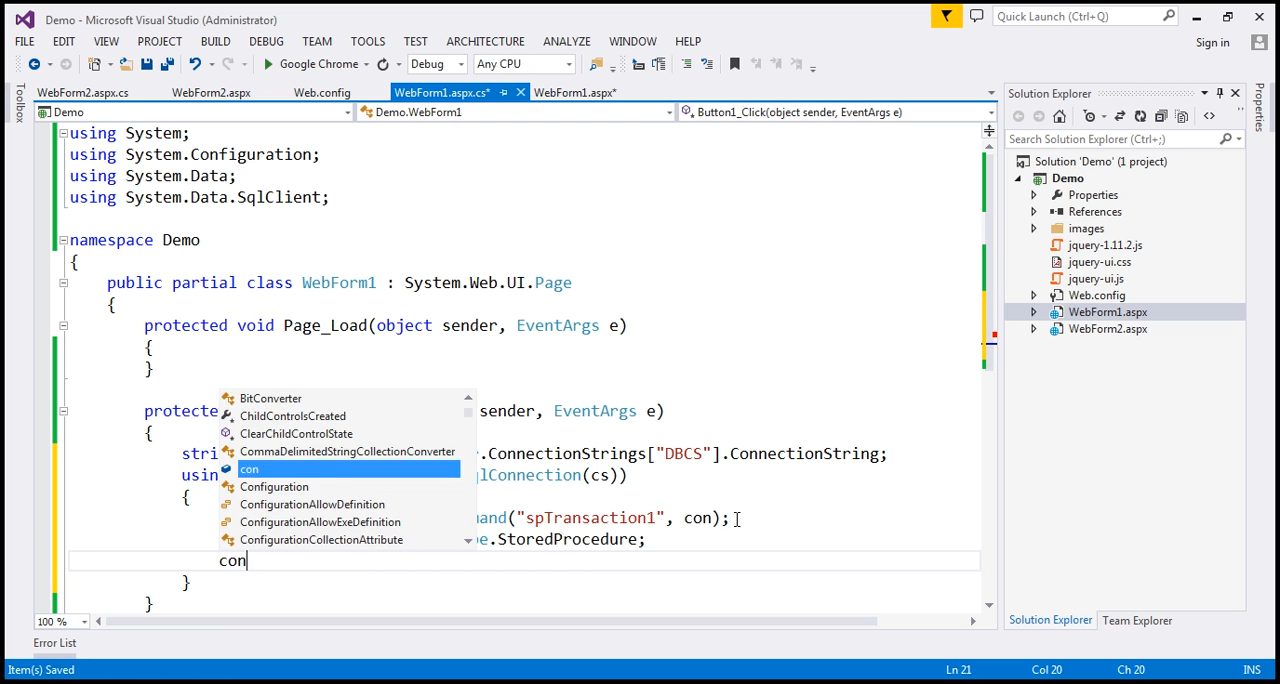 Demo - Microsoft Visual Studio (Administrator)
Quick Launch (Ctrl+Q)
FILE EDIT VIEW PROJECT BUILD DEBUG TEAM TOOLS TEST ARCHITECTURE ANALYZE WINDOW HELP
Sign in
Google Chrome Debug Any CPU
Toolbox
WebForm2.aspx.cs WebForm2.aspx Web.config WebForm1.aspx.cs* WebForm1.aspx*
Demo Demo.WebForm1 Button1_Click(object sender, EventArgs e)
using System;
using System.Configuration;
using System.Data;
using System.Data.SqlClient;
namespace Demo
{
public partial class WebForm1 : System.Web.UI.Page
{
protected void Page_Load(object sender, EventArgs e)
{
}
protecte sender, EventArgs e)
{
stri .ConnectionStrings["DBCS"].ConnectionString;
usin qlConnection(cs))
{
mand("spTransaction1", con);
pe.StoredProcedure;
con
}
}
BitConverter
ChildControlsCreated
ClearChildControlState
CommaDelimitedStringCollectionConverter
con
Configuration
ConfigurationAllowDefinition
ConfigurationAllowExeDefinition
ConfigurationCollectionAttribute
100 %
Error List
Solution Explorer
Search Solution Explorer (Ctrl+;)
Solution 'Demo' (1 project)
Demo
Properties
References
images
jquery-1.11.2.js
jquery-ui.css
jquery-ui.js
Web.config
WebForm1.aspx
WebForm2.aspx
Solution Explorer Team Explorer
Properties
Item(s) Saved Ln 21 Col 20 Ch 20 INS